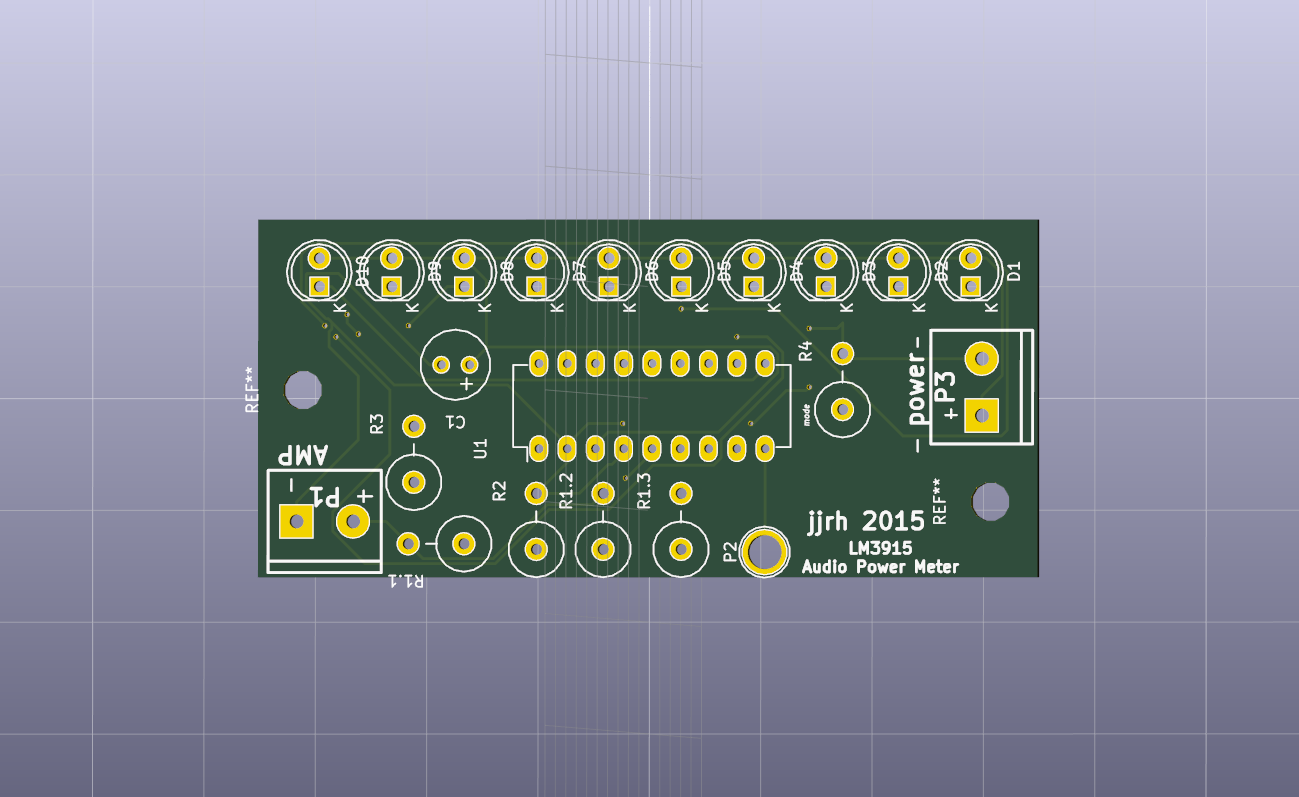 D10
D9
D8
D7
D6
D5
D4
D3
D2
D1
K
K
K
K
K
K
K
K
K
K
REF**
+
C1
R4
mode
- power -
+
P3
R3
U1
AMP
- P1 +
R2
R1.2
R1.3
REF**
jjrh 2015
LM3915
Audio Power Meter
P2
R1.1